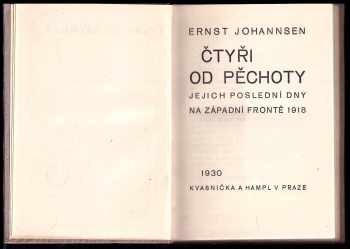 ERNST JOHANNSEN
ČTYŘI
OD PĚCHOTY
JEJICH POSLEDNÍ DNY
NA ZÁPADNÍ FRONTĚ 1918
1930
KVASNIČKA A HAMPL V PRAZE